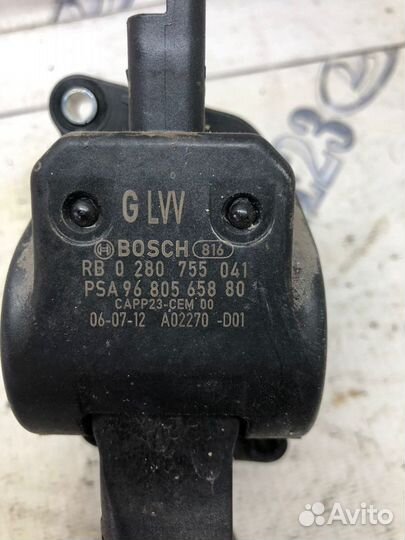 G LVV
BOSCH 816
RB 0 280 755 041
PSA 96 805 658 80
CAPP23-CEM 00
06-07-12 A02270 -D01
Avito